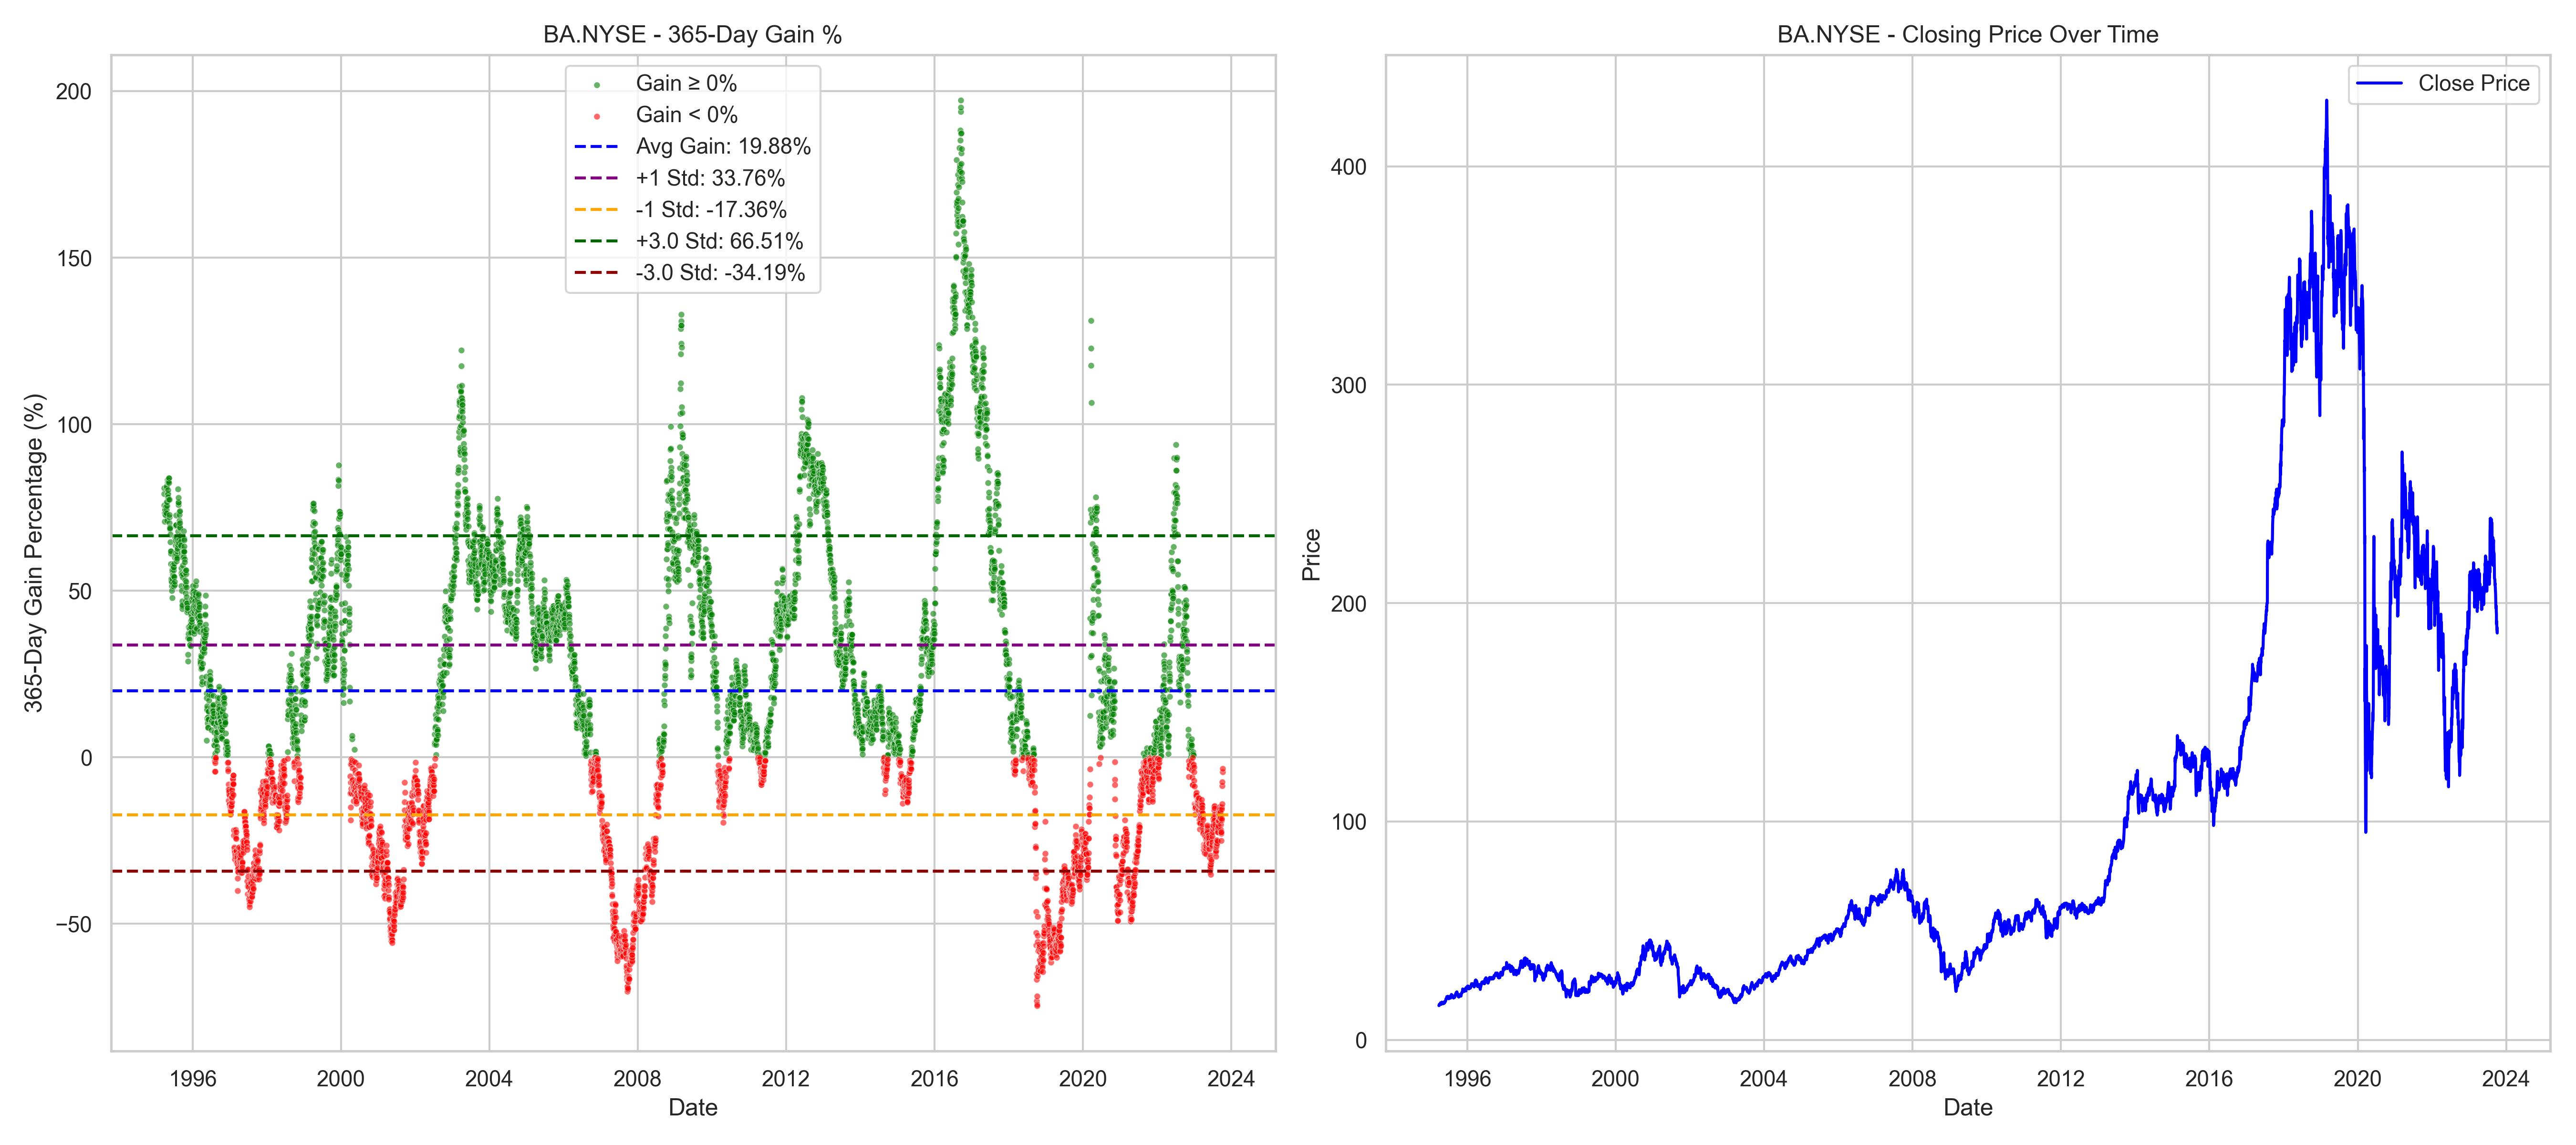 BA.NYSE - 365-Day Gain %
Gain ≥ 0%
Gain < 0%
Avg Gain: 19.88%
+1 Std: 33.76%
-1 Std: -17.36%
+3.0 Std: 66.51%
-3.0 Std: -34.19%
365-Day Gain Percentage (%)
200
150
100
50
0
−50
1996 2000 2004 2008 2012 2016 2020 2024
Date
BA.NYSE - Closing Price Over Time
Close Price
Price
400
300
200
100
0
1996 2000 2004 2008 2012 2016 2020 2024
Date